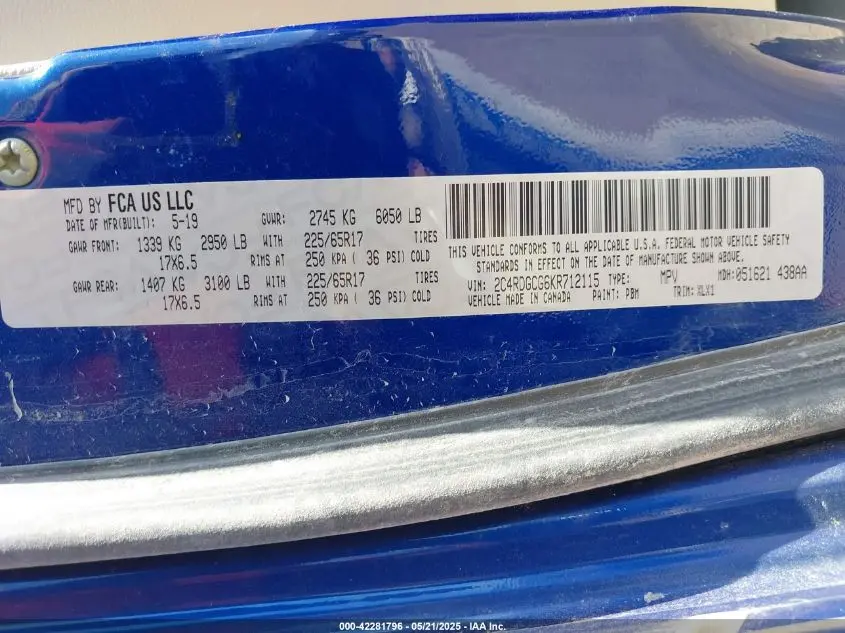 MFD BY FCA US LLC
DATE OF MFR(BUILT): 5-19 GVWR: 2745 KG 6050 LB
GAWR FRONT: 1339 KG 2950 LB WITH 225/65R17 TIRES
17X6.5 RIMS AT 250 KPA ( 36 PSI) COLD
GAWR REAR: 1407 KG 3100 LB WITH 225/65R17 TIRES
17X6.5 RIMS AT 250 KPA ( 36 PSI) COLD
THIS VEHICLE CONFORMS TO ALL APPLICABLE U.S.A. FEDERAL MOTOR VEHICLE SAFETY
STANDARDS IN EFFECT ON THE DATE OF MANUFACTURE SHOWN ABOVE.
VIN: 2C4RDGCG6KR712115 TYPE: MPV MDH: 051621 438AA
VEHICLE MADE IN CANADA PAINT: PBM TRIM: HLX1
000-42281796 - 05/21/2025 - IAA Inc.